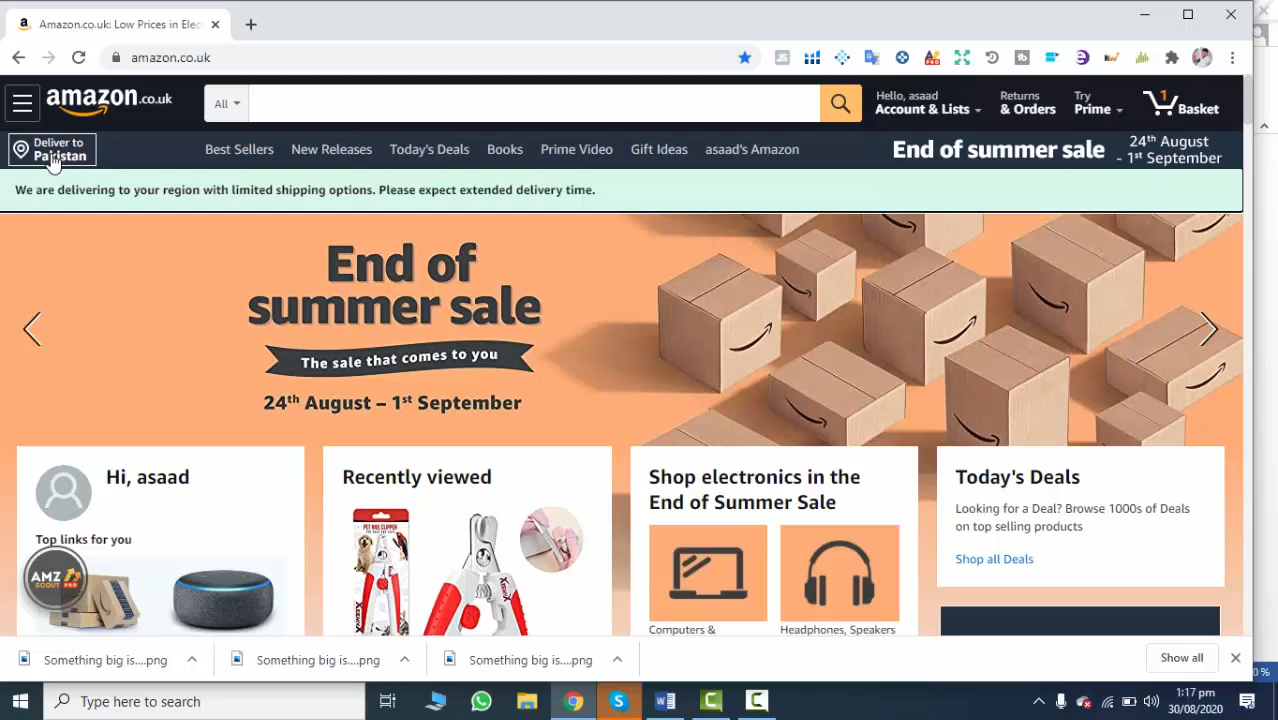 Amazon.co.uk: Low Prices in Elec
amazon.co.uk
amazon.co.uk
All
Hello, asaad
Account & Lists
Returns
& Orders
Try
Prime
1
Basket
Deliver to
Pakistan
Best Sellers
New Releases
Today's Deals
Books
Prime Video
Gift Ideas
asaad's Amazon
End of summer sale
24th August
- 1st September
We are delivering to your region with limited shipping options. Please expect extended delivery time.
End of
summer sale
The sale that comes to you
24th August – 1st September
Hi, asaad
Top links for you
AMZ
SCOUT
PRO
Recently viewed
PET NAIL CLIPPER
Shop electronics in the
End of Summer Sale
Computers &
Headphones, Speakers
Today's Deals
Looking for a Deal? Browse 1000s of Deals
on top selling products
Shop all Deals
Something big is....png
Something big is....png
Something big is....png
Show all
Type here to search
1:17 pm
30/08/2020